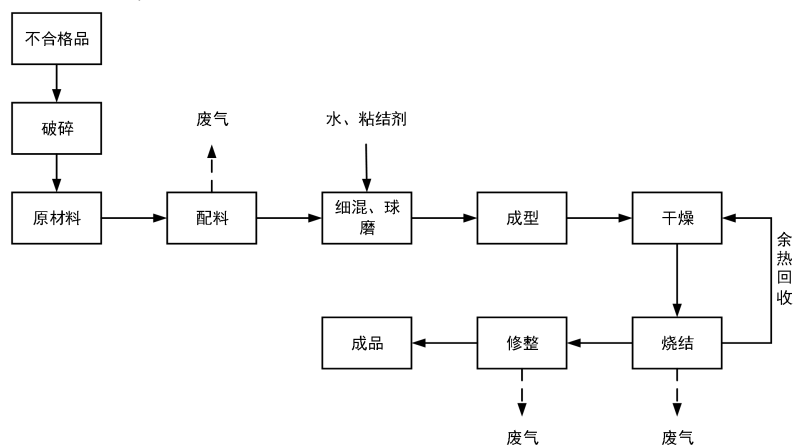 不合格品
破碎
废气
水、粘结剂
原材料
配料
细混、球
磨
成型
干燥
余
热
回
收
成品
修整
烧结
废气
废气